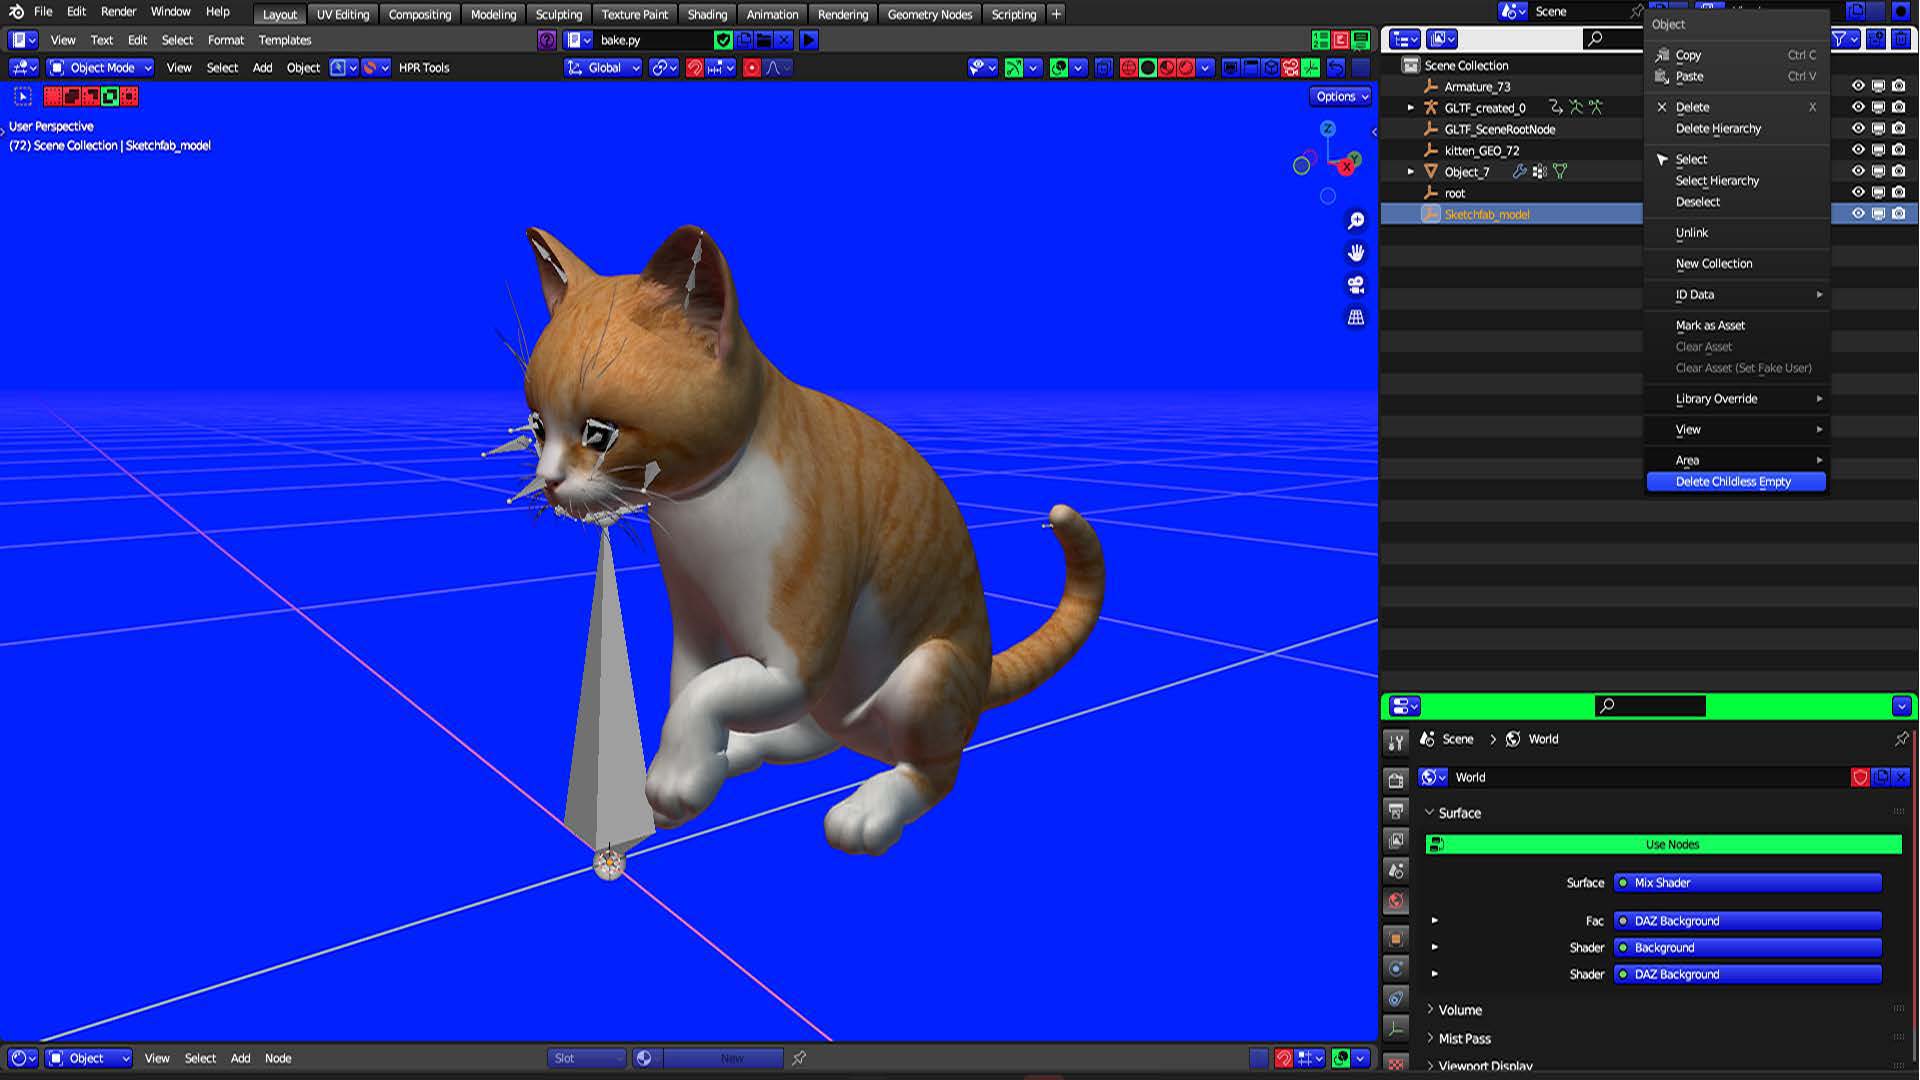 File Edit Render Window Help Layout UV Editing Compositing Modeling Sculpting Texture Paint Shading Animation Rendering Geometry Nodes Scripting + Scene
View Text Edit Select Format Templates bake.py
Object Mode View Select Add Object HPR Tools Global
Options
User Perspective
(72) Scene Collection | Sketchfab_model
Z
Y
X
Scene Collection
Armature_73
GLTF_created_0
GLTF_SceneRootNode
kitten_GEO_72
Object_7
root
Sketchfab_model
Object
Copy Ctrl C
Paste Ctrl V
Delete X
Delete Hierarchy
Select
Select Hierarchy
Deselect
Unlink
New Collection
ID Data
Mark as Asset
Clear Asset
Clear Asset (Set Fake User)
Library Override
View
Area
Delete Childless Empty
Scene > World
World
Surface
Use Nodes
Surface Mix Shader
Fac DAZ Background
Shader Background
Shader DAZ Background
Volume
Mist Pass
Viewport Display
Object View Select Add Node Slot New